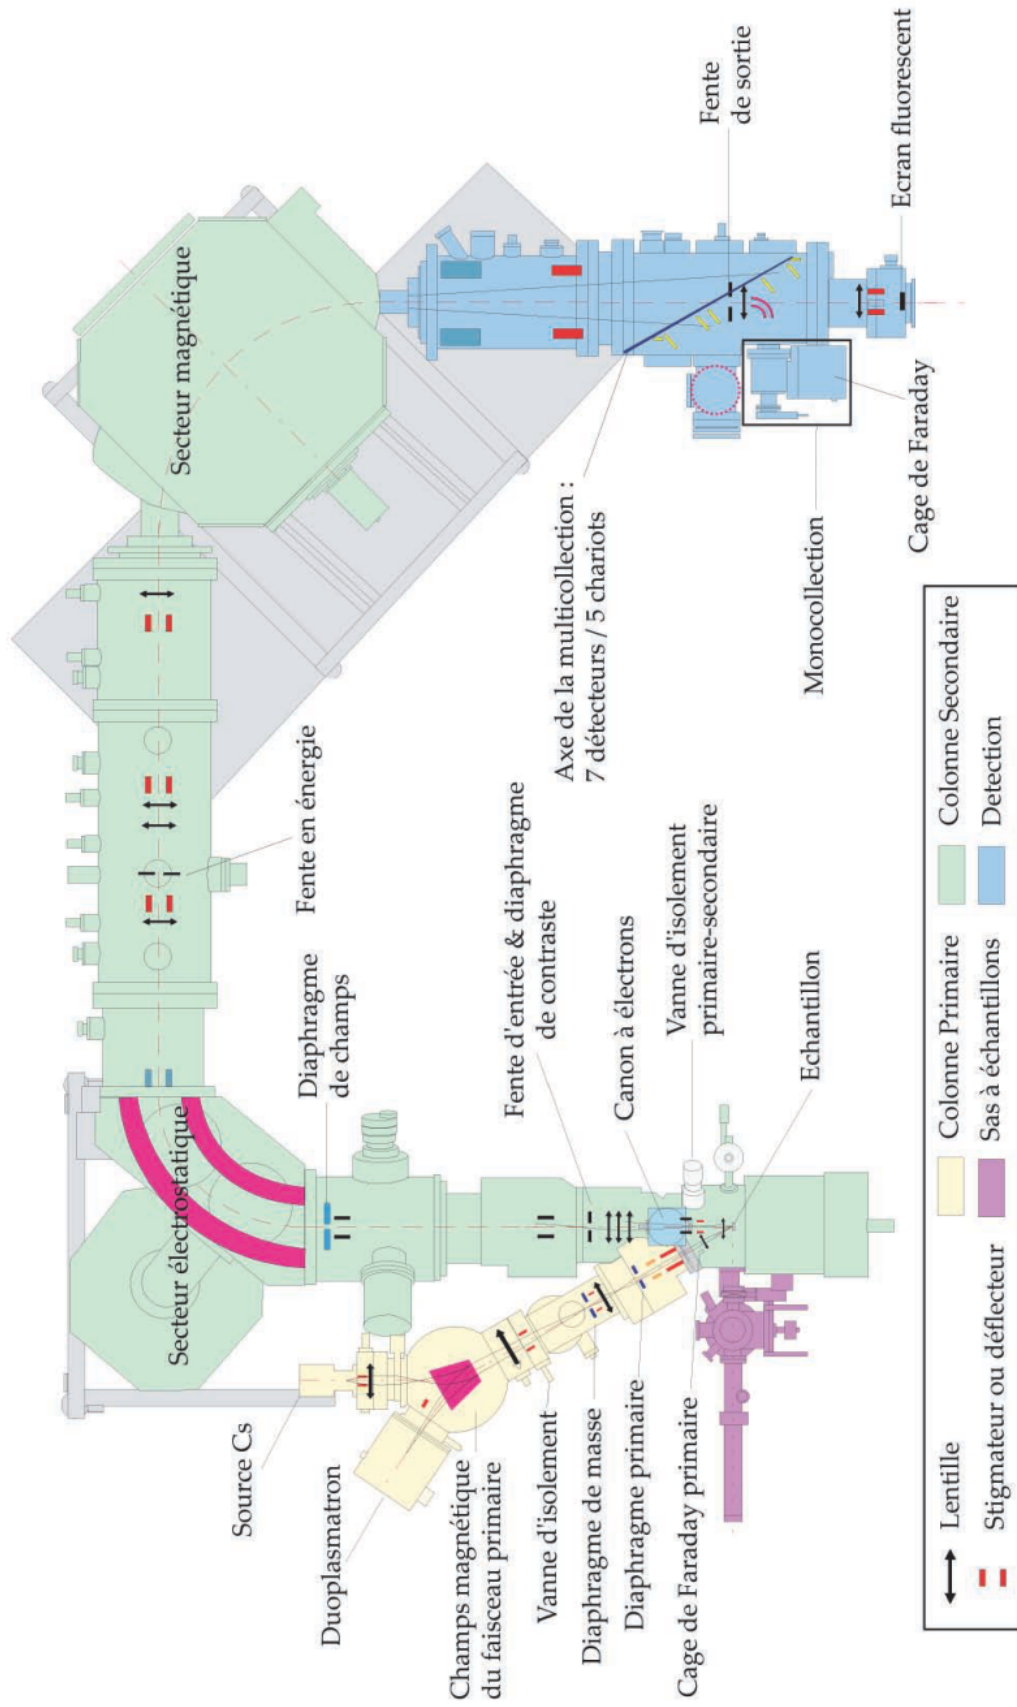 Source Cs
Duoplasmatron
Champs magnétique
du faisceau primaire
Vanne d'isolement
Diaphragme de masse
Diaphragme primaire
Cage de Faraday primaire
Secteur électrostatique
Diaphragme
de champs
Fente d'entrée & diaphragme
de contraste
Canon à électrons
Vanne d'isolement
primaire-secondaire
Echantillon
Fente en énergie
Secteur magnétique
Axe de la multicollection :
7 détecteurs / 5 chariots
Monocollection
Cage de Faraday
Fente
de sortie
Ecran fluorescent
Lentille
Stigmateur ou déflecteur
Colonne Primaire
Sas à échantillons
Colonne Secondaire
Detection